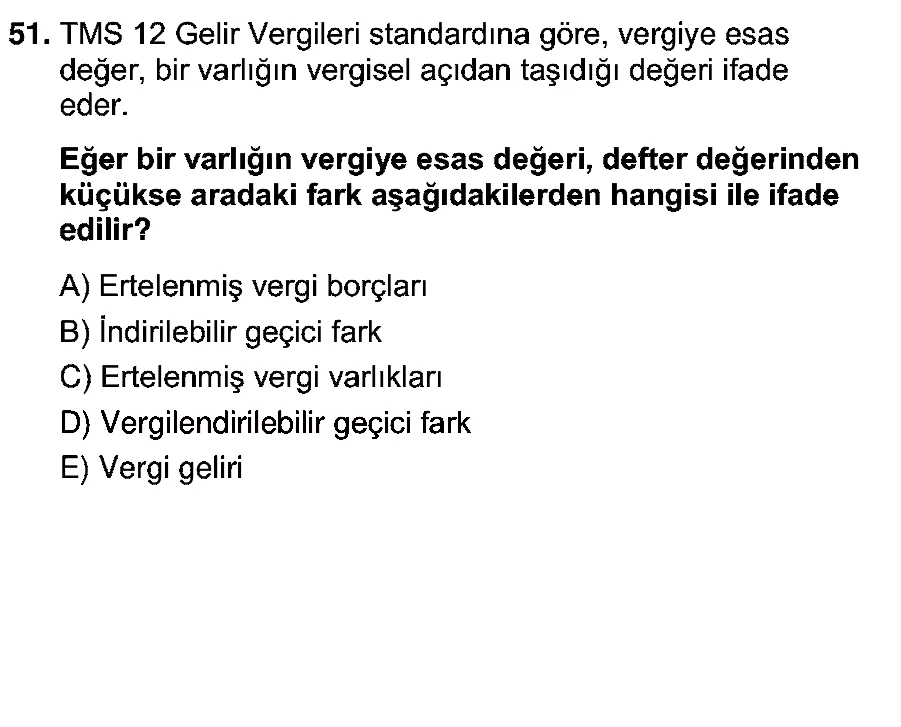 51. TMS 12 Gelir Vergileri standardına göre, vergiye esas
değer, bir varlığın vergisel açıdan taşıdığı değeri ifade
eder.
Eğer bir varlığın vergiye esas değeri, defter değerinden
küçükse aradaki fark aşağıdakilerden hangisi ile ifade
edilir?
A) Ertelenmiş vergi borçları
B) İndirilebilir geçici fark
C) Ertelenmiş vergi varlıkları
D) Vergilendirilebilir geçici fark
E) Vergi geliri